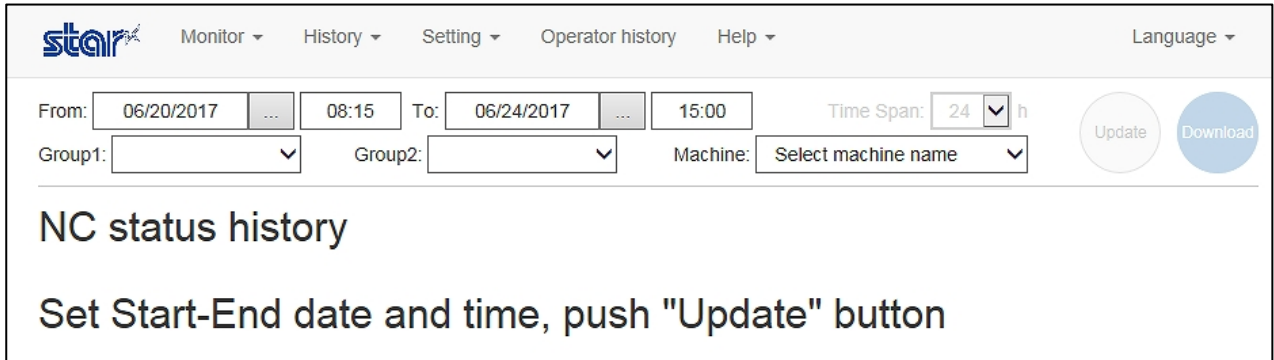 star Monitor History Setting Operator history Help Language
From: 06/20/2017 ... 08:15 To: 06/24/2017 ... 15:00 Time Span: 24 h Update Download
Group1: Group2: Machine: Select machine name
NC status history
Set Start-End date and time, push "Update" button